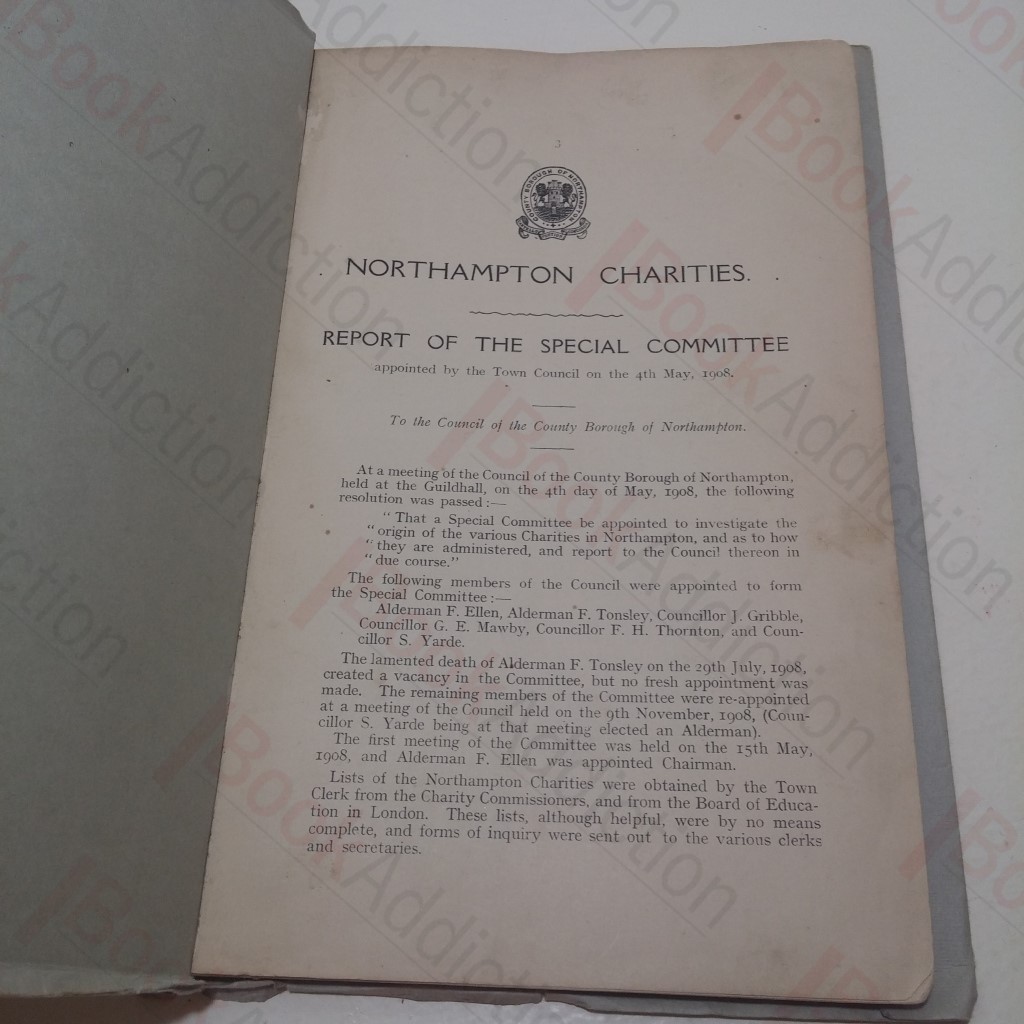 3
COUNTY BOROUGH OF NORTHAMPTON
NORTHAMPTON CHARITIES.
REPORT OF THE SPECIAL COMMITTEE
appointed by the Town Council on the 4th May, 1908.
To the Council of the County Borough of Northampton.
At a meeting of the Council of the County Borough of Northampton,
held at the Guildhall, on the 4th day of May, 1908, the following
resolution was passed:—
“ That a Special Committee be appointed to investigate the
“ origin of the various Charities in Northampton, and as to how
“ they are administered, and report to the Council thereon in
“ due course.”
The following members of the Council were appointed to form
the Special Committee:—
Alderman F. Ellen, Alderman F. Tonsley, Councillor J. Gribble,
Councillor G. E. Mawby, Councillor F. H. Thornton, and Coun-
cillor S. Yarde.
The lamented death of Alderman F. Tonsley on the 29th July, 1908,
created a vacancy in the Committee, but no fresh appointment was
made. The remaining members of the Committee were re-appointed
at a meeting of the Council held on the 9th November, 1908, (Coun-
cillor S. Yarde being at that meeting elected an Alderman).
The first meeting of the Committee was held on the 15th May,
1908, and Alderman F. Ellen was appointed Chairman.
Lists of the Northampton Charities were obtained by the Town
Clerk from the Charity Commissioners, and from the Board of Educa-
tion in London. These lists, although helpful, were by no means
complete, and forms of inquiry were sent out to the various clerks
and secretaries.
BookAddiction